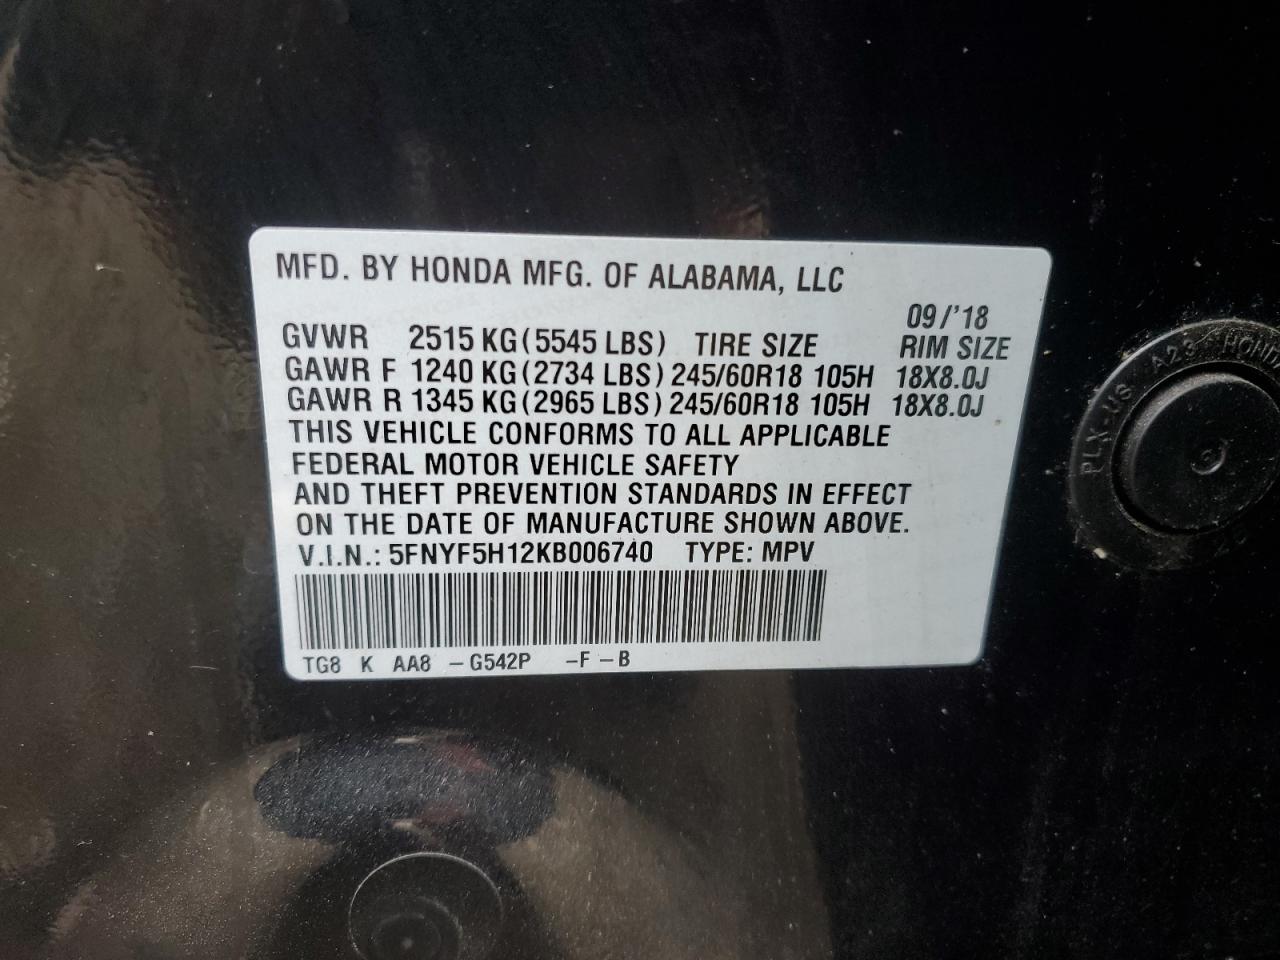 MFD. BY HONDA MFG. OF ALABAMA, LLC
09/'18
GVWR 2515 KG (5545 LBS) TIRE SIZE RIM SIZE
GAWR F 1240 KG (2734 LBS) 245/60R18 105H 18X8.0J
GAWR R 1345 KG (2965 LBS) 245/60R18 105H 18X8.0J
THIS VEHICLE CONFORMS TO ALL APPLICABLE
FEDERAL MOTOR VEHICLE SAFETY
AND THEFT PREVENTION STANDARDS IN EFFECT
ON THE DATE OF MANUFACTURE SHOWN ABOVE.
V.I.N.: 5FNYF5H12KB006740 TYPE: MPV
TG8 K AA8 –G542P –F –B
PLX-US A23